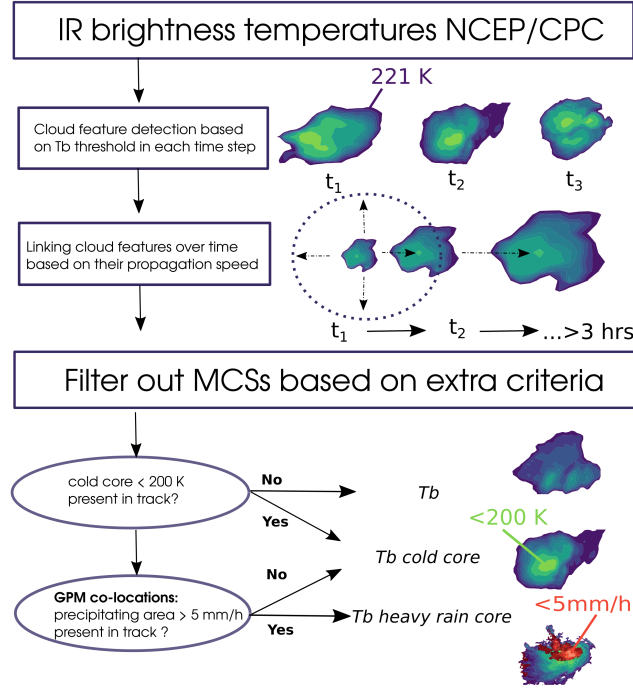 IR brightness temperatures NCEP/CPC
221 K
Cloud feature detection based
on Tb threshold in each time step
t1
t2
t3
Linking cloud features over time
based on their propagation speed
t1
t2
...>3 hrs
Filter out MCSs based on extra criteria
cold core < 200 K
present in track?
No
Yes
Tb
<200 K
Tb cold core
GPM co-locations:
precipitating area > 5 mm/h
present in track ?
No
Yes
Tb heavy rain core
<5mm/h